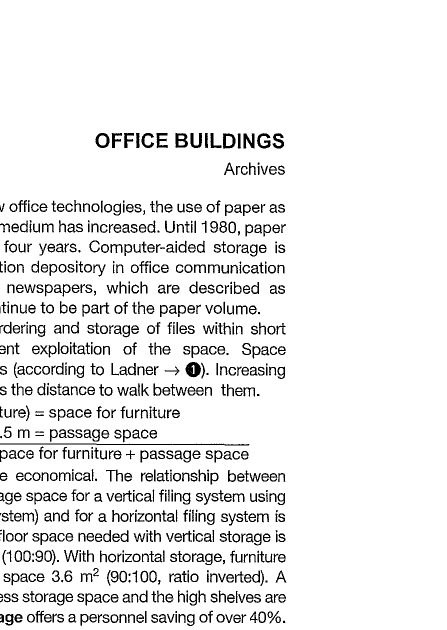 OFFICE BUILDINGS
Archives
office technologies, the use of paper as
medium has increased. Until 1980, paper
four years. Computer-aided storage is
tion depository in office communication
newspapers, which are described as
tinue to be part of the paper volume.
rdering and storage of files within short
ent exploitation of the space. Space
s (according to Ladner → ❶). Increasing
s the distance to walk between them.
ture) = space for furniture
.5 m = passage space
pace for furniture + passage space
e economical. The relationship between
age space for a vertical filing system using
stem) and for a horizontal filing system is
floor space needed with vertical storage is
(100:90). With horizontal storage, furniture
space 3.6 m² (90:100, ratio inverted). A
ess storage space and the high shelves are
age offers a personnel saving of over 40%.